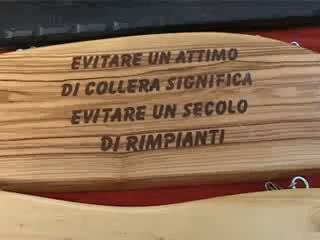 EVITARE UN ATTIMO
DI COLLERA SIGNIFICA
EVITARE UN SECOLO
DI RIMPIANTI